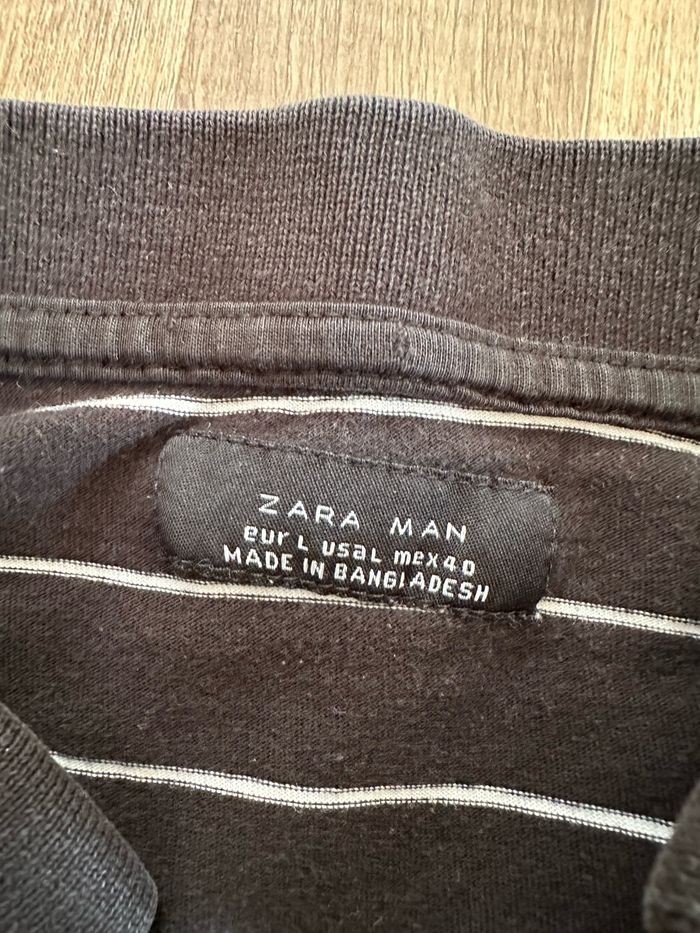 ZARA MAN
eur L usa L mex 40
MADE IN BANGLADESH